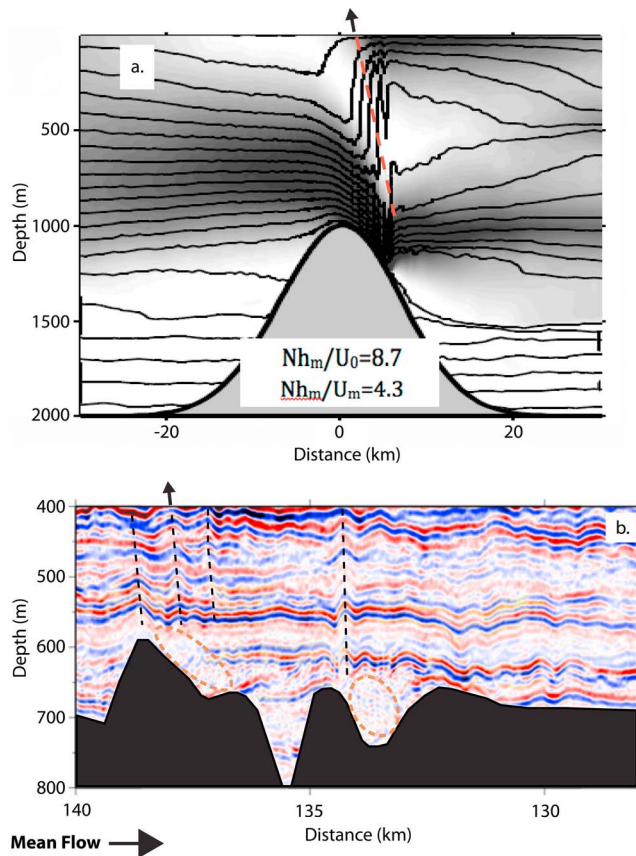 a.
500
1000
1500
2000
Depth (m)
Nhm/U0=8.7
Nhm/Um=4.3
-20
0
20
Distance (km)
b.
400
500
600
700
800
Depth (m)
140
135
130
Distance (km)
Mean Flow